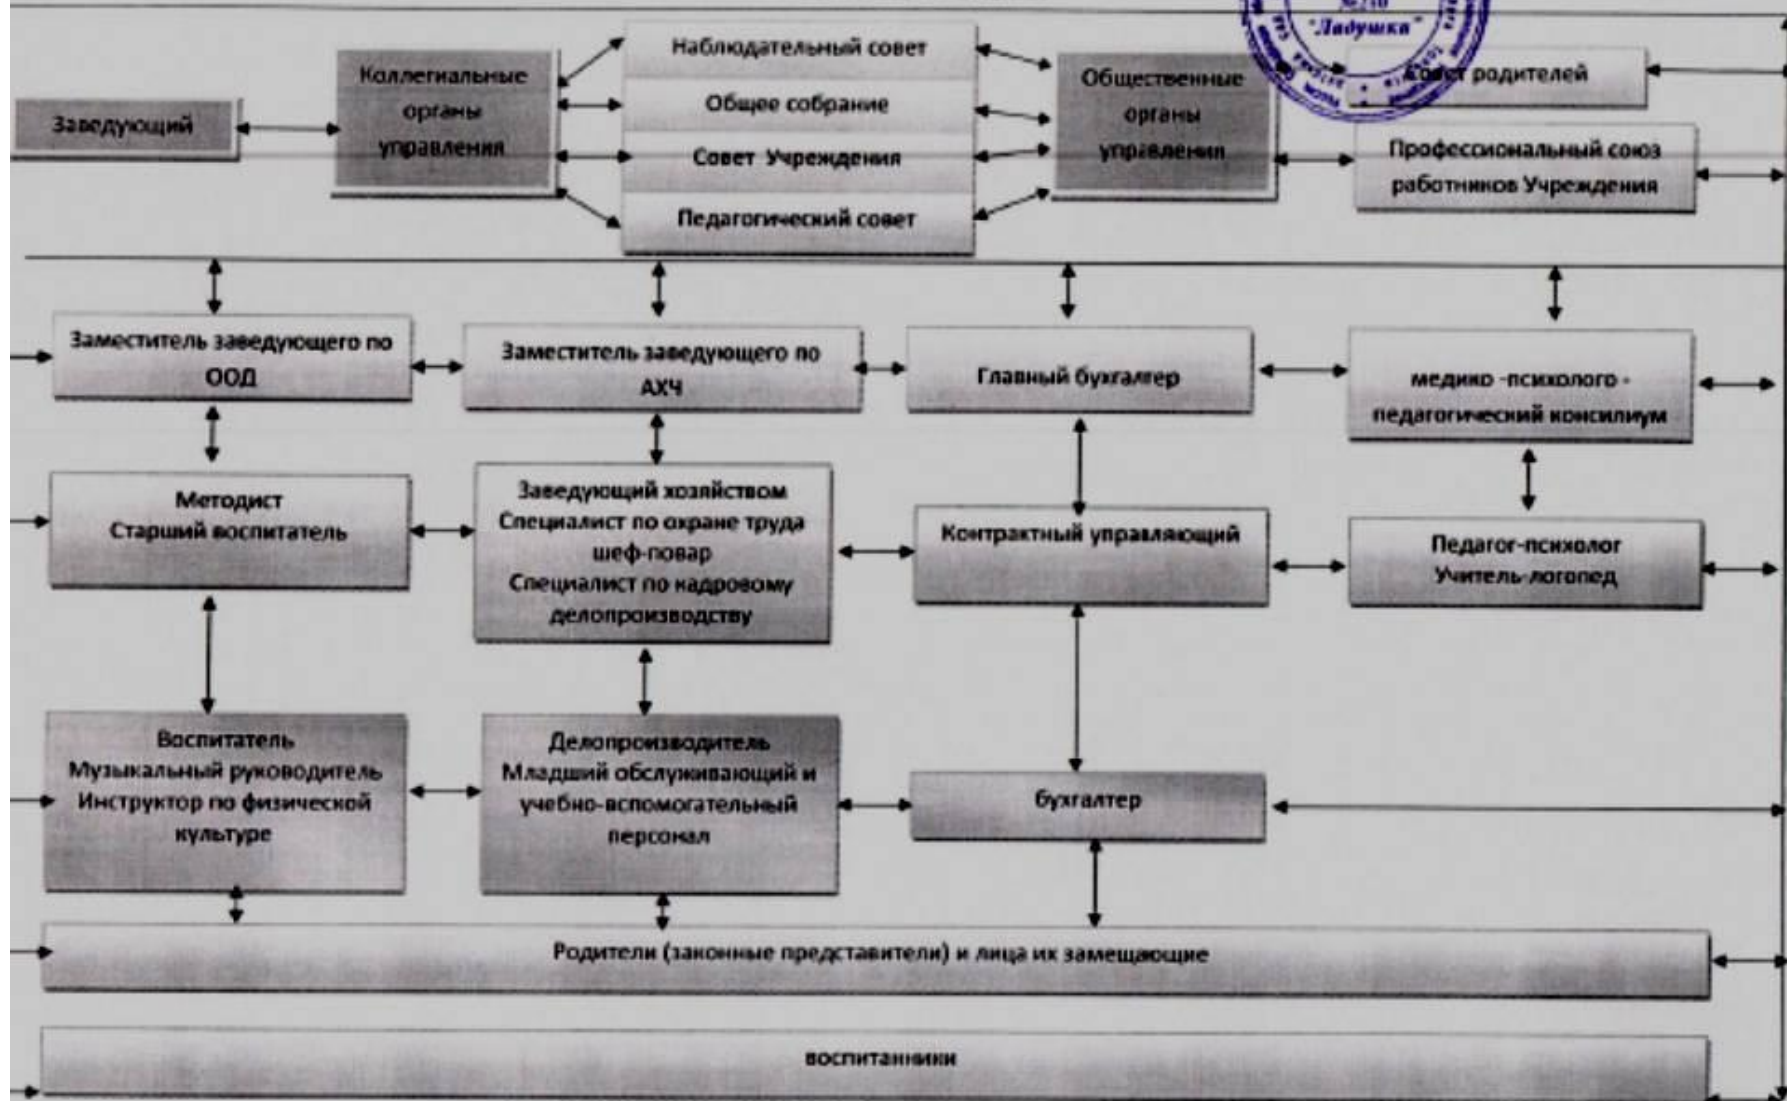 №230
"Ладушка"
Наблюдательный совет
Коллегиальные
органы
управления
Общественные
органы
управления
Совет родителей
Заведующий
Общее собрание
Совет Учреждения
Профессиональный союз
работников Учреждения
Педагогический совет
Заместитель заведующего по
ООД
Заместитель заведующего по
АХЧ
Главный бухгалтер
медико -психолого -
педагогический консилиум
Методист
Старший воспитатель
Заведующий хозяйством
Специалист по охране труда
шеф-повар
Специалист по кадровому
делопроизводству
Контрактный управляющий
Педагог-психолог
Учитель-логопед
Воспитатель
Музыкальный руководитель
Инструктор по физической
культуре
Делопроизводитель
Младший обслуживающий и
учебно-вспомогательный
персонал
бухгалтер
Родители (законные представители) и лица их замещающие
воспитанники